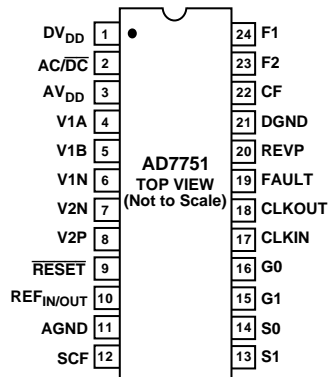 DVDD 1 24 F1
AC/D̅C̅ 2 23 F2
AVDD 3 22 CF
V1A 4 21 DGND
V1B 5 20 REVP
V1N 6 19 FAULT
V2N 7 18 CLKOUT
V2P 8 17 CLKIN
R̅E̅S̅E̅T̅ 9 16 G0
REFIN/OUT 10 15 G1
AGND 11 14 S0
SCF 12 13 S1
AD7751
TOP VIEW
(Not to Scale)